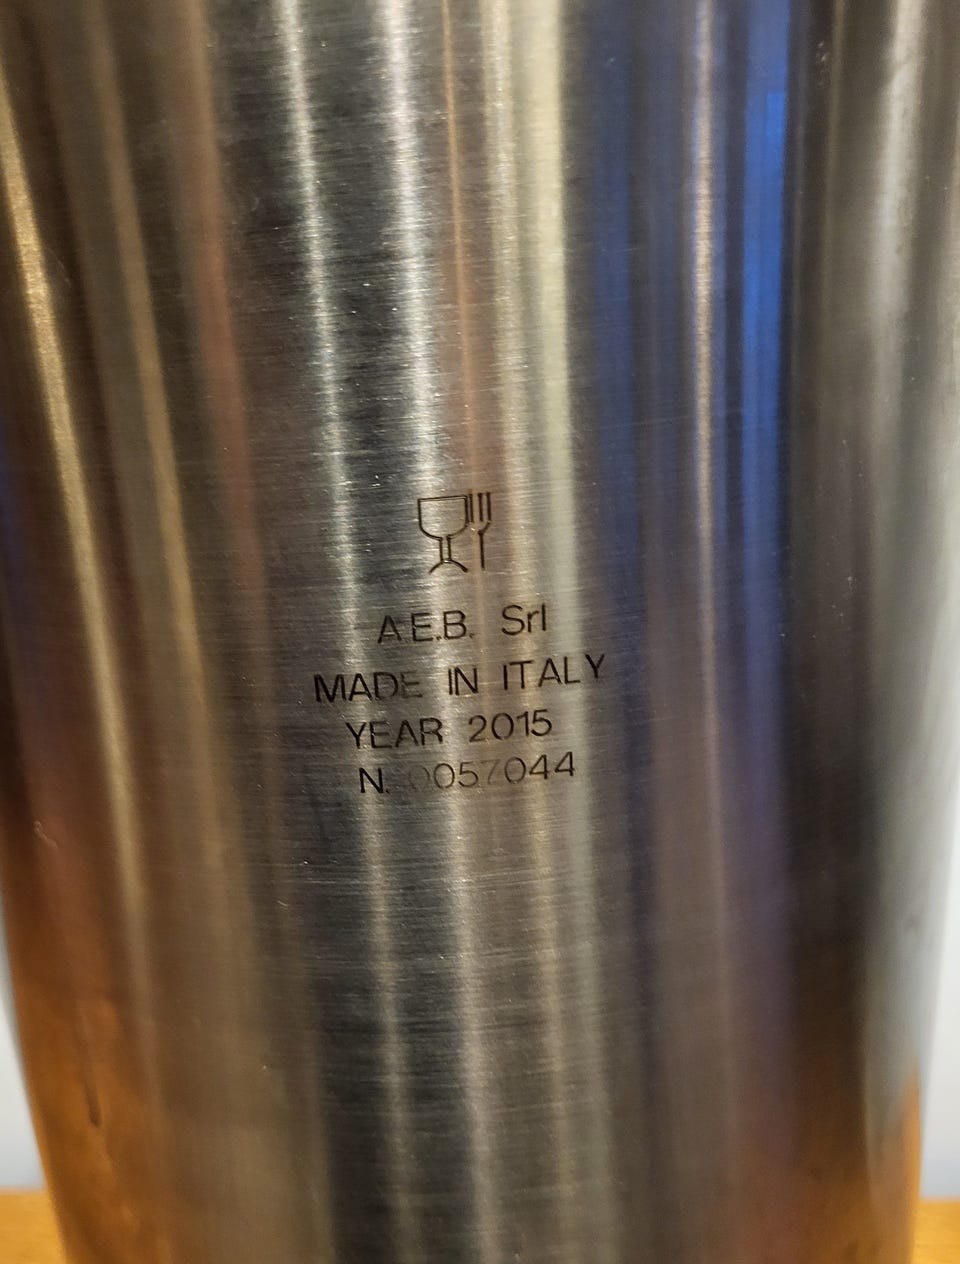 A.E.B. Srl
MADE IN ITALY
YEAR 2015
N. 0057044